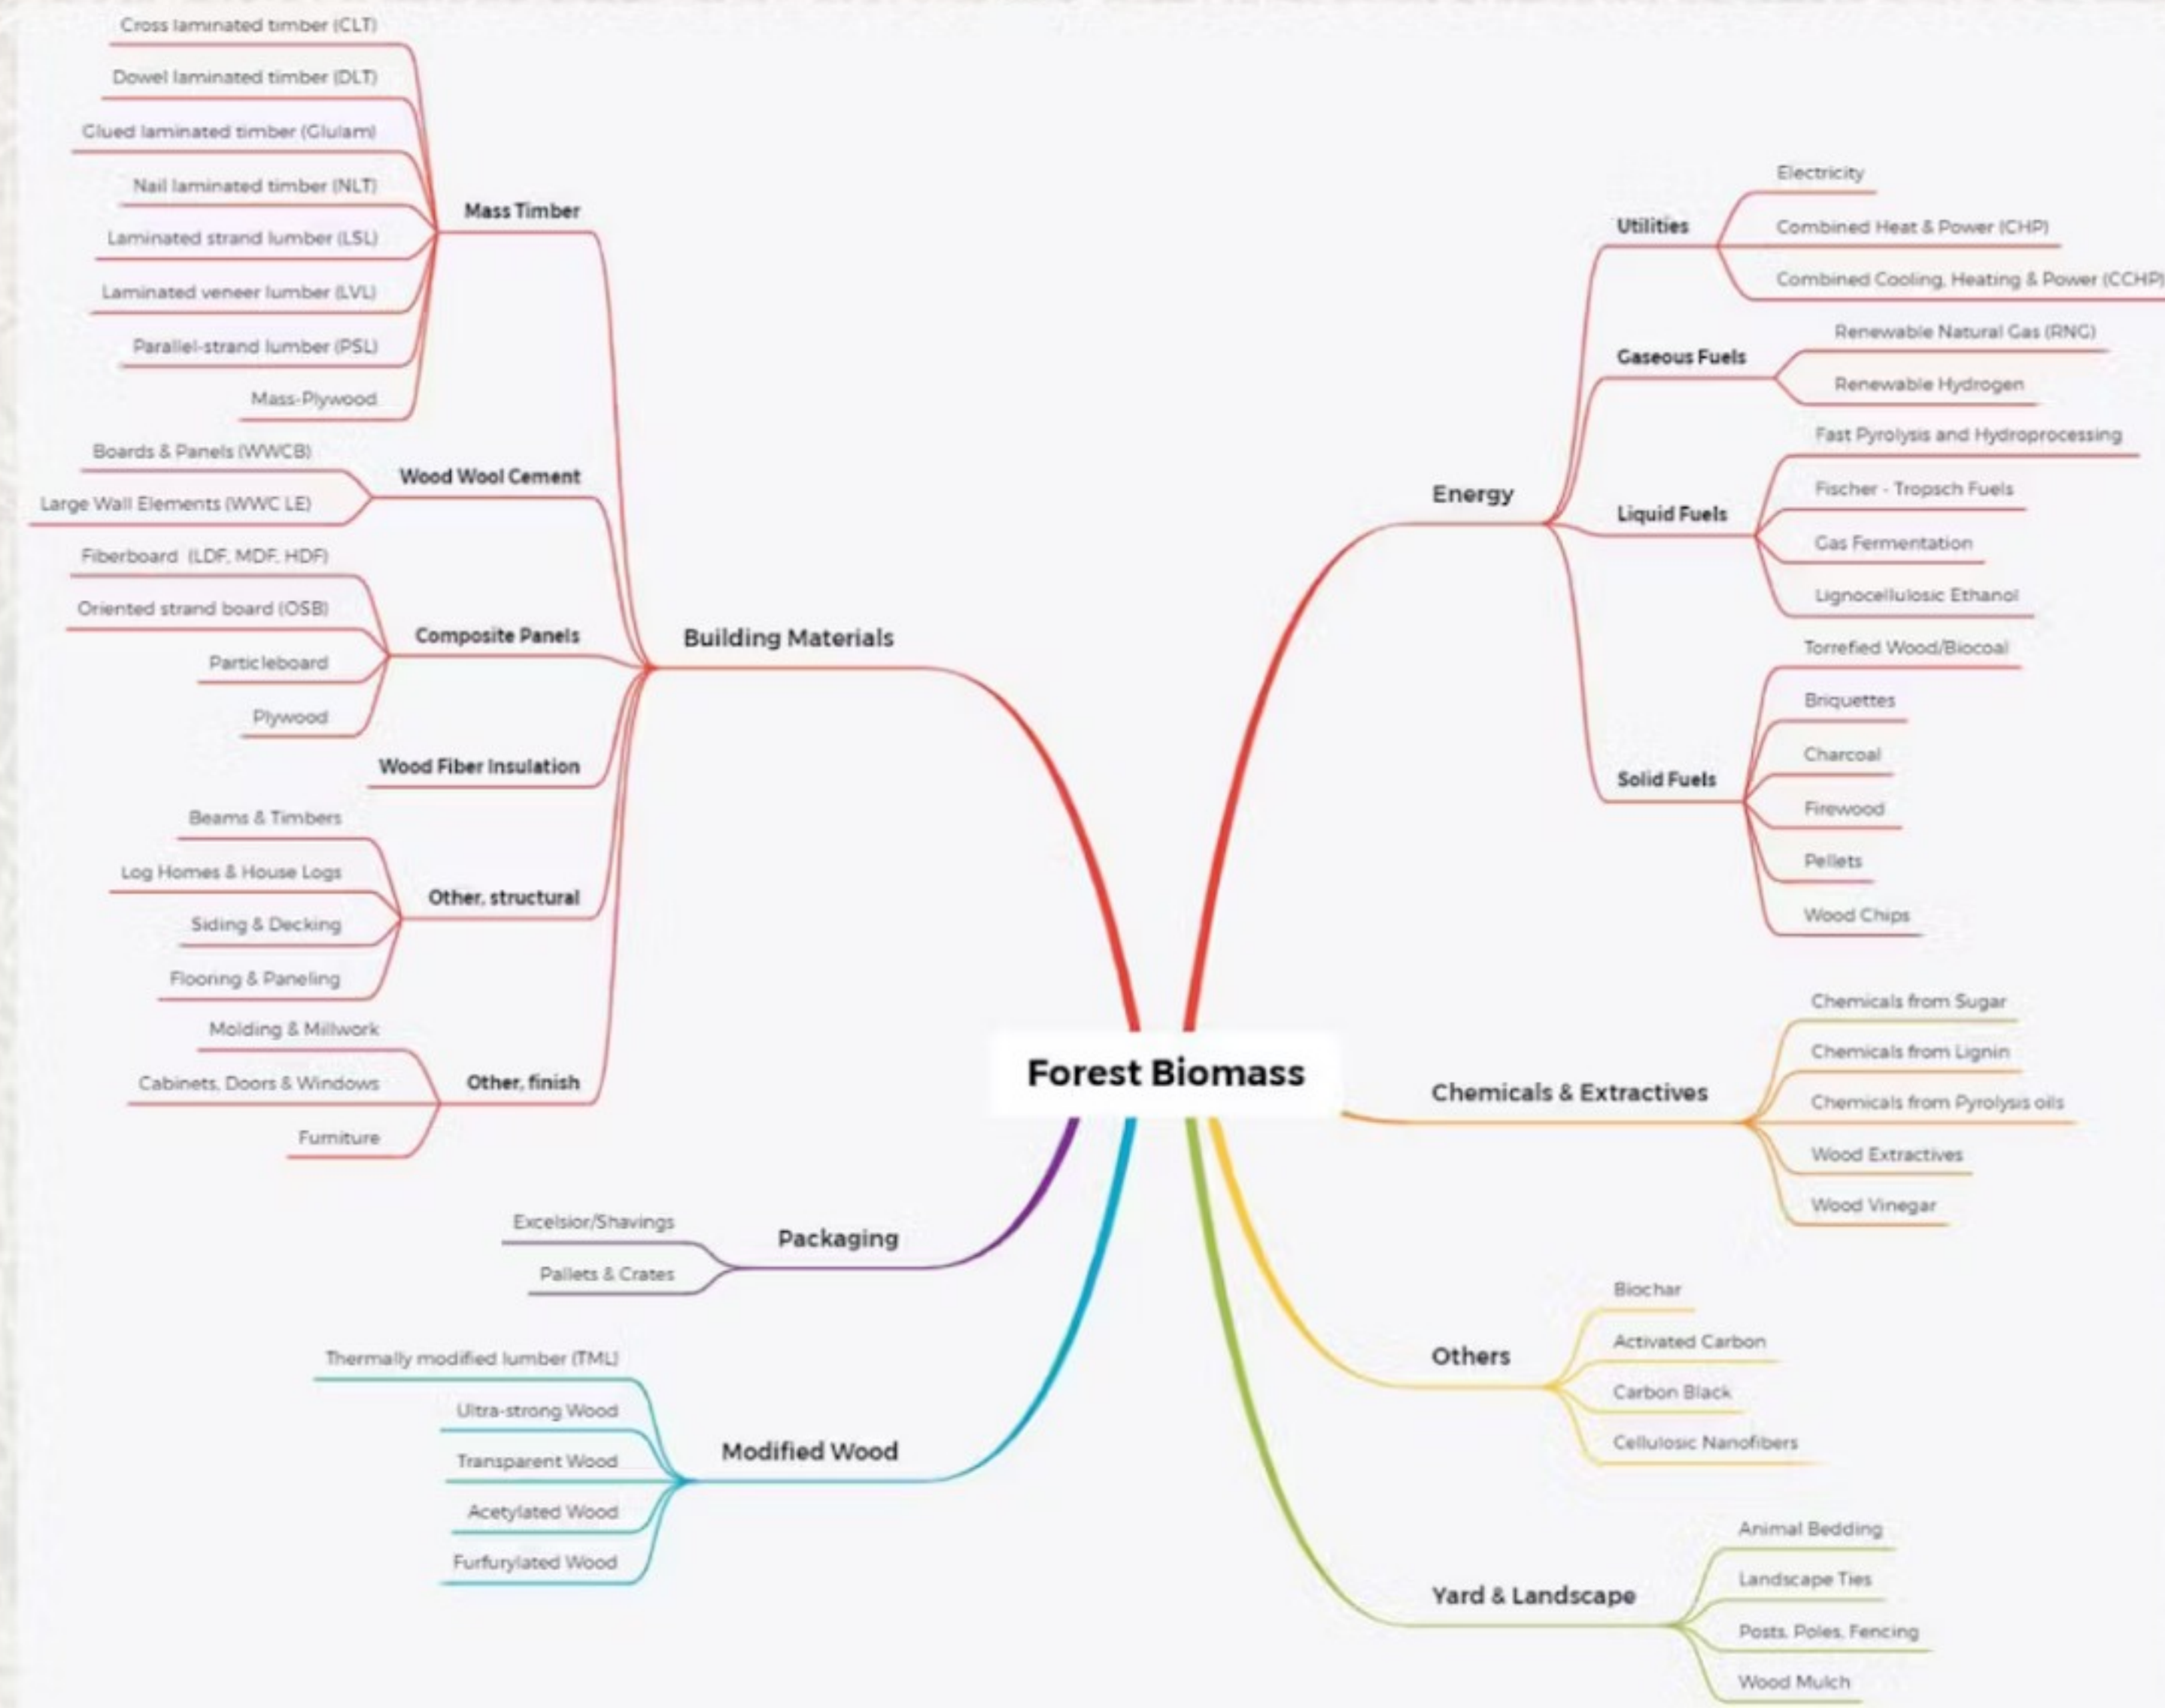 Cross laminated timber (CLT)
Dowel laminated timber (DLT)
Glued laminated timber (Glulam)
Nail laminated timber (NLT)
Laminated strand lumber (LSL)
Laminated veneer lumber (LVL)
Parallel-strand lumber (PSL)
Mass-Plywood
Mass Timber
Boards & Panels (WWCB)
Large Wall Elements (WWC LE)
Wood Wool Cement
Fiberboard (LDF, MDF, HDF)
Oriented strand board (OSB)
Particleboard
Plywood
Composite Panels
Wood Fiber Insulation
Beams & Timbers
Log Homes & House Logs
Siding & Decking
Flooring & Paneling
Other, structural
Molding & Millwork
Cabinets, Doors & Windows
Furniture
Other, finish
Building Materials
Excelsior/Shavings
Pallets & Crates
Packaging
Thermally modified lumber (TML)
Ultra-strong Wood
Transparent Wood
Acetylated Wood
Furfurylated Wood
Modified Wood
Forest Biomass
Energy
Utilities
Electricity
Combined Heat & Power (CHP)
Combined Cooling, Heating & Power (CCHP)
Gaseous Fuels
Renewable Natural Gas (RNG)
Renewable Hydrogen
Liquid Fuels
Fast Pyrolysis and Hydroprocessing
Fischer - Tropsch Fuels
Gas Fermentation
Lignocellulosic Ethanol
Solid Fuels
Torrefied Wood/Biocoal
Briquettes
Charcoal
Firewood
Pellets
Wood Chips
Chemicals & Extractives
Chemicals from Sugar
Chemicals from Lignin
Chemicals from Pyrolysis oils
Wood Extractives
Wood Vinegar
Others
Biochar
Activated Carbon
Carbon Black
Cellulosic Nanofibers
Yard & Landscape
Animal Bedding
Landscape Ties
Posts, Poles, Fencing
Wood Mulch